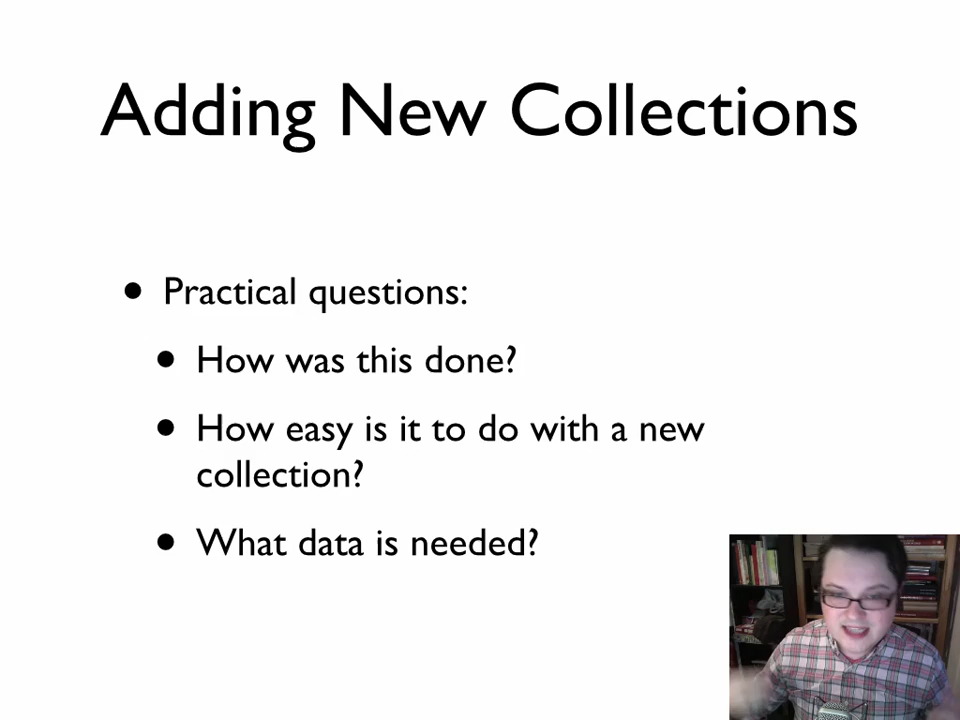 Adding New Collections
• Practical questions:
• How was this done?
• How easy is it to do with a new
collection?
• What data is needed?